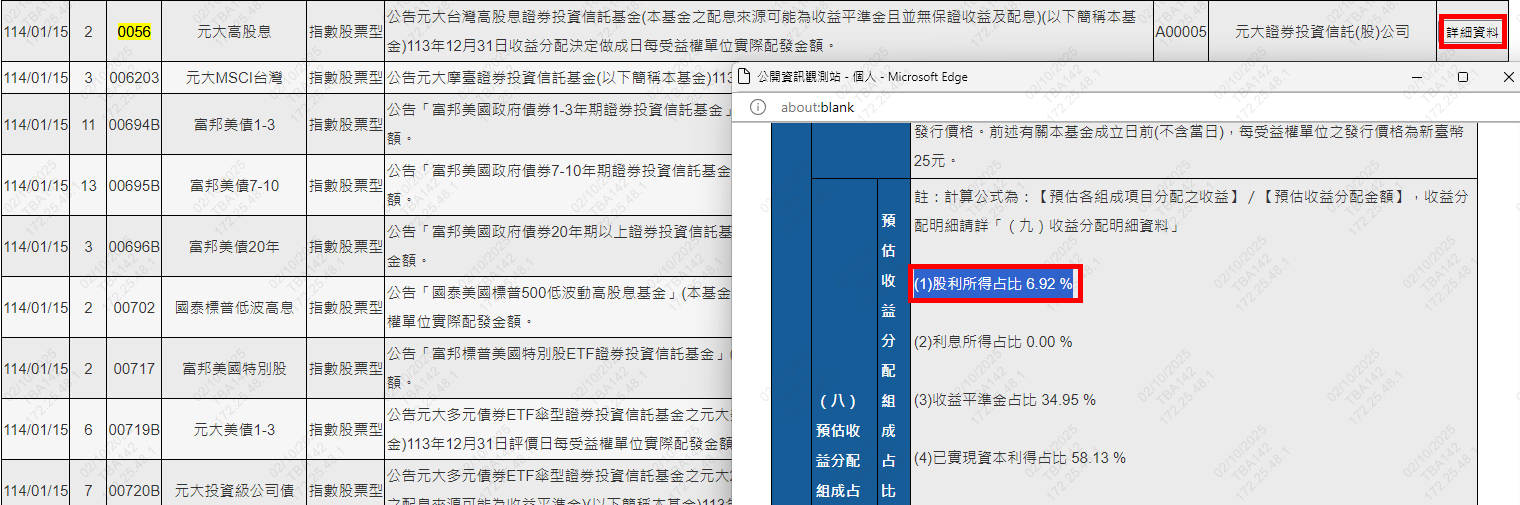 114/01/15 2 0056 元大高股息 指數股票型 公告元大台灣高股息證券投資信託基金(本基金之配息來源可能為收益平準金且並無保證收益及配息)(以下簡稱本基
金)113年12月31日收益分配決定做成日每受益權單位實際配發金額。 A00005 元大證券投資信託(股)公司 詳細資料
114/01/15 3 006203 元大MSCI台灣 指數股票型 公告元大摩臺證券投資信託基金(以下簡稱本基金)113
114/01/15 11 00694B 富邦美債1-3 指數股票型 公告「富邦美國政府債券1-3年期證券投資信託基金」
額。
114/01/15 13 00695B 富邦美債7-10 指數股票型 公告「富邦美國政府債券7-10年期證券投資信託基金
額。
114/01/15 3 00696B 富邦美債20年 指數股票型 公告「富邦美國政府債券20年期以上證券投資信託基
金額。
114/01/15 2 00702 國泰標普低波高息 指數股票型 公告「國泰美國標普500低波動高股息基金」(本基金
權單位實際配發金額。
114/01/15 2 00717 富邦美國特別股 指數股票型 公告「富邦標普美國特別股ETF證券投資信託基金」(
額。
114/01/15 6 00719B 元大美債1-3 指數股票型 公告元大多元債券ETF傘型證券投資信託基金之元大
金)113年12月31日評價日每受益權單位實際配發金額
114/01/15 7 00720B 元大投資級公司債 指數股票型 公告元大多元債券ETF傘型證券投資信託基金之元大2
之配息來源可能為收益平準金)(以下簡稱本基金)113年
公開資訊觀測站 - 個人 - Microsoft Edge
about:blank
發行價格。前述有關本基金成立日前(不含當日)，每受益權單位之發行價格為新臺幣
25元。
(八)
預估收
益分配
組成占
預估收益分配組成占比
註：計算公式為：【預估各組成項目分配之收益】/【預估收益分配金額】，收益分
配明細請詳「(九)收益分配明細資料」
(1)股利所得占比 6.92 %
(2)利息所得占比 0.00 %
(3)收益平準金占比 34.95 %
(4)已實現資本利得占比 58.13 %
02/10/2025
TBA142
172.25.48.1